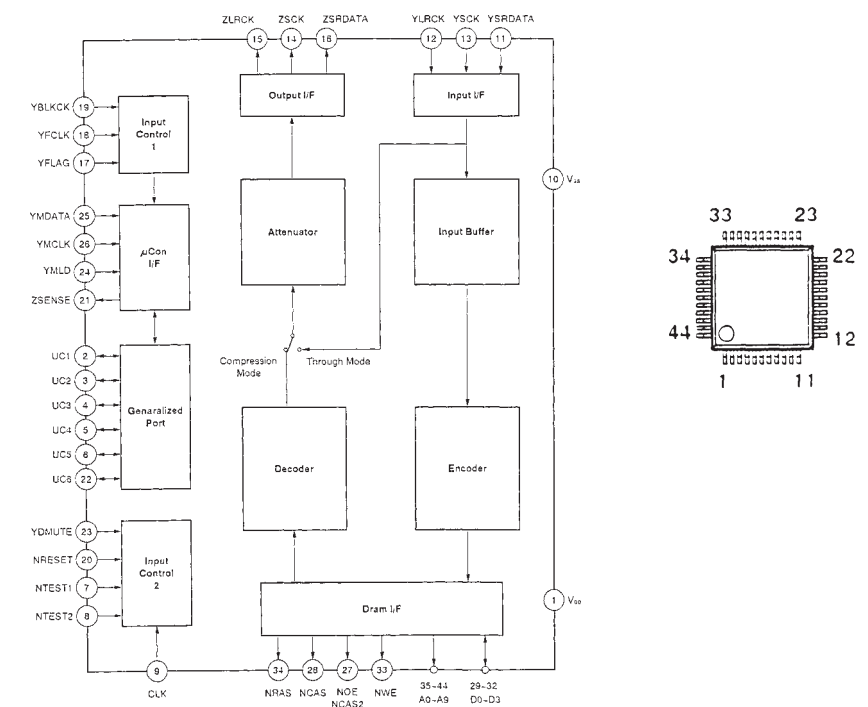 ZLRCK ZSCK ZSRDATA YLRCK YSCK YSRDATA
15 14 16 12 13 11
Output I/F
Input I/F
YBLKCK 19
YFCLK 18
YFLAG 17
Input
Control
1
10 Vss
YMDATA 25
YMCLK 26
YMLD 24
ZSENSE 21
μCon
I/F
Attenuator
Input Buffer
Compression
Mode
Through Mode
UC1 2
UC2 3
UC3 4
UC4 5
UC5 6
UC6 22
Genaralized
Port
Decoder
Encoder
YDMUTE 23
NRESET 20
NTEST1 7
NTEST2 8
Input
Control
2
Dram I/F
1 VDD
9
CLK
34 28 27 33
NRAS NCAS NOE NWE
NCAS2
35-44
A0-A9
29-32
D0-D3
33 23
34 22
44 12
1 11